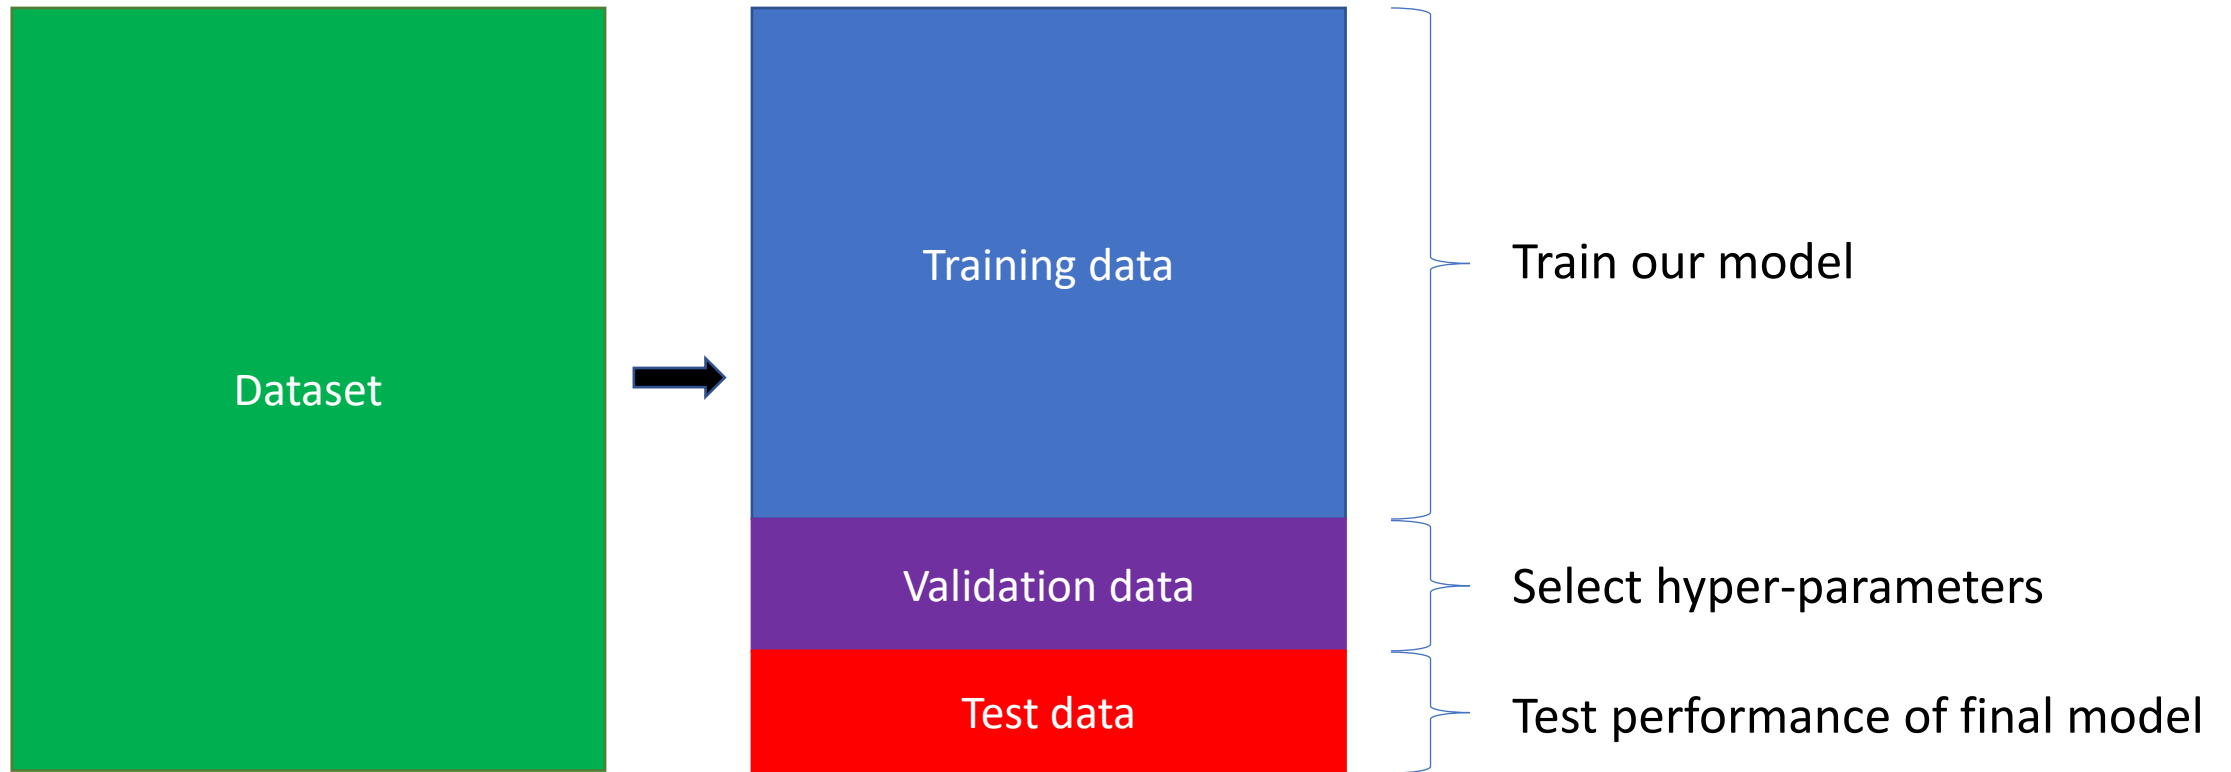 Dataset
Training data
Train our model
Validation data
Select hyper-parameters
Test data
Test performance of final model